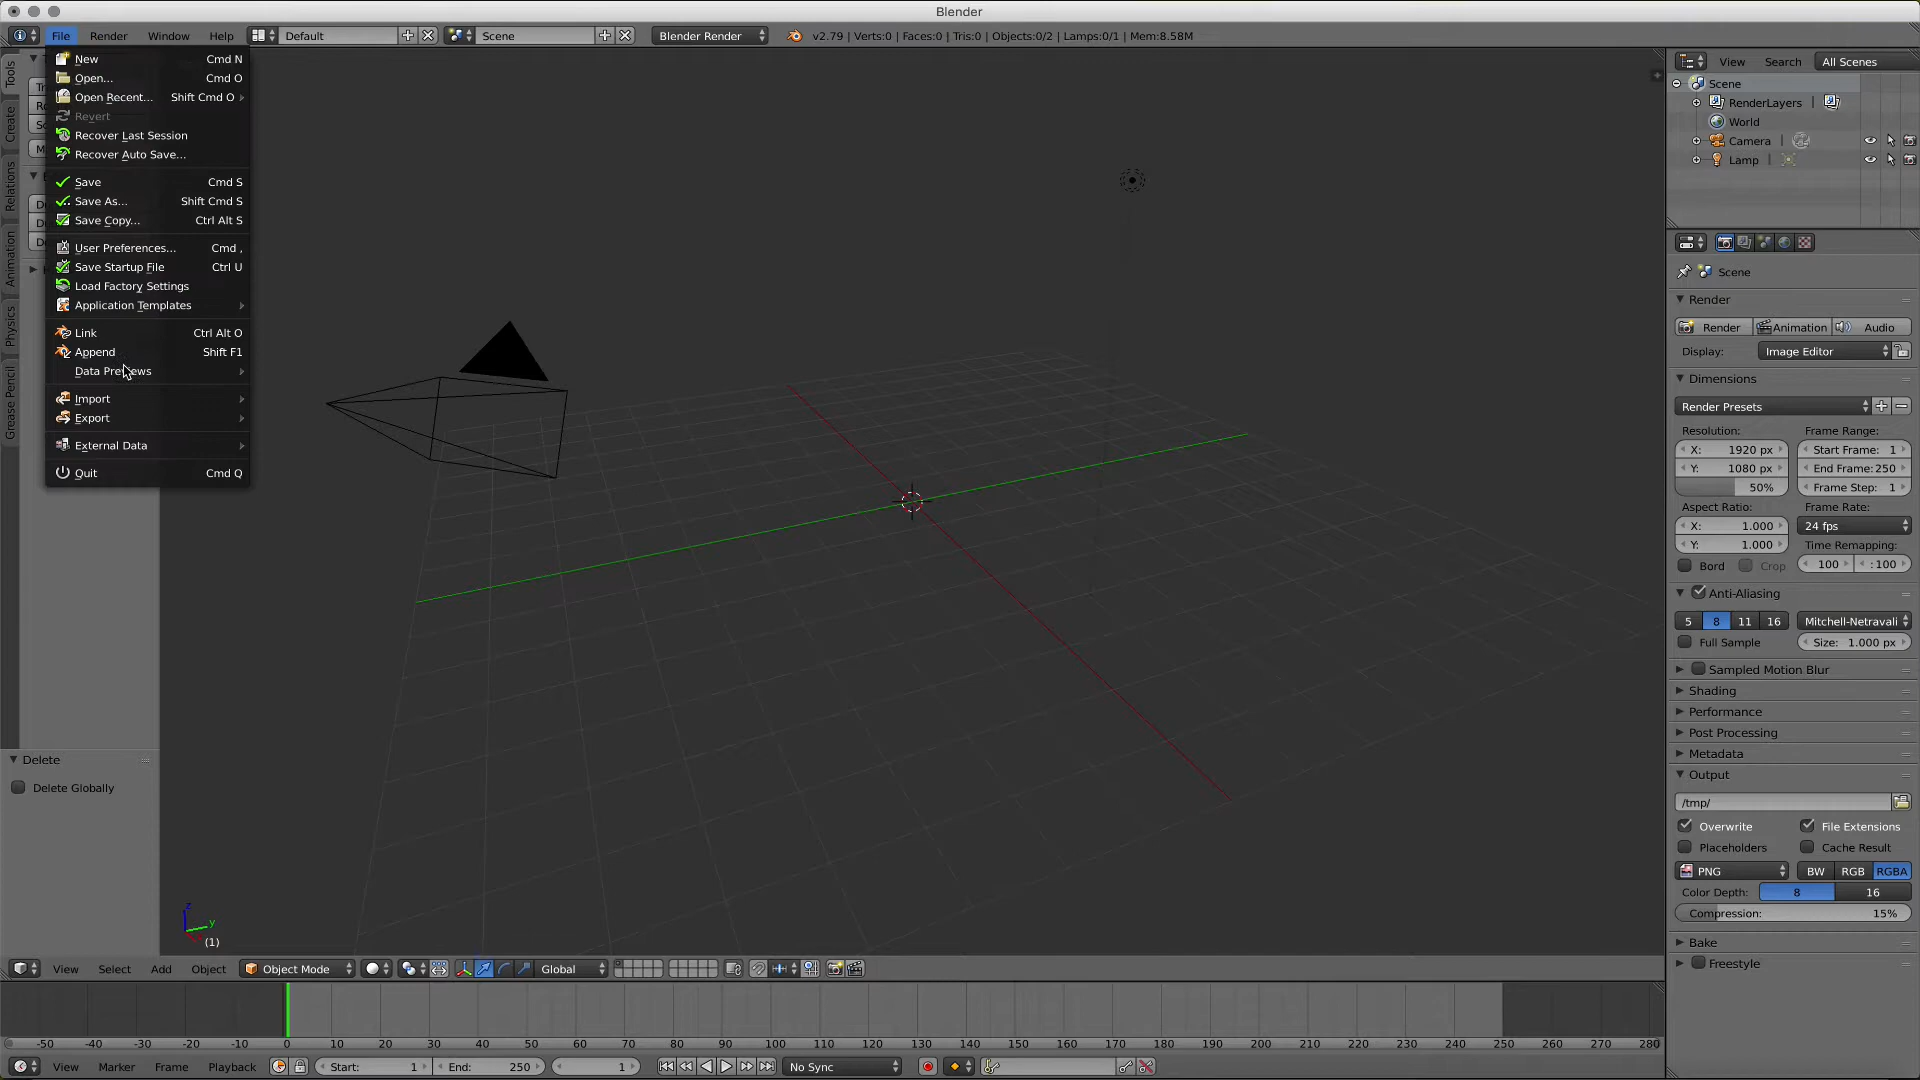 Blender
File Render Window Help Default Scene Blender Render v2.79 | Verts:0 | Faces:0 | Tris:0 | Objects:0/2 | Lamps:0/1 | Mem:8.58M
New Cmd N
Open... Cmd O
Open Recent... Shift Cmd O
Revert
Recover Last Session
Recover Auto Save...
Save Cmd S
Save As... Shift Cmd S
Save Copy... Ctrl Alt S
User Preferences... Cmd ,
Save Startup File Ctrl U
Load Factory Settings
Application Templates
Link Ctrl Alt O
Append Shift F1
Data Previews
Import
Export
External Data
Quit Cmd Q
Tools
Create
Relations
Animation
Physics
Grease Pencil
Delete
Delete Globally
z
y
(1)
View Search All Scenes
Scene
RenderLayers
World
Camera
Lamp
Scene
Render
Render Animation Audio
Display: Image Editor
Dimensions
Render Presets
Resolution: Frame Range:
X: 1920 px Start Frame: 1
Y: 1080 px End Frame: 250
50% Frame Step: 1
Aspect Ratio: Frame Rate:
X: 1.000 24 fps
Y: 1.000 Time Remapping:
Bord Crop 100 : 100
Anti-Aliasing
5 8 11 16 Mitchell-Netravali
Full Sample Size: 1.000 px
Sampled Motion Blur
Shading
Performance
Post Processing
Metadata
Output
/tmp/
Overwrite File Extensions
Placeholders Cache Result
PNG BW RGB RGBA
Color Depth: 8 16
Compression: 15%
Bake
Freestyle
View Select Add Object Object Mode Global
-50 -40 -30 -20 -10 0 10 20 30 40 50 60 70 80 90 100 110 120 130 140 150 160 170 180 190 200 210 220 230 240 250 260 270 280
View Marker Frame Playback Start: 1 End: 250 1 No Sync